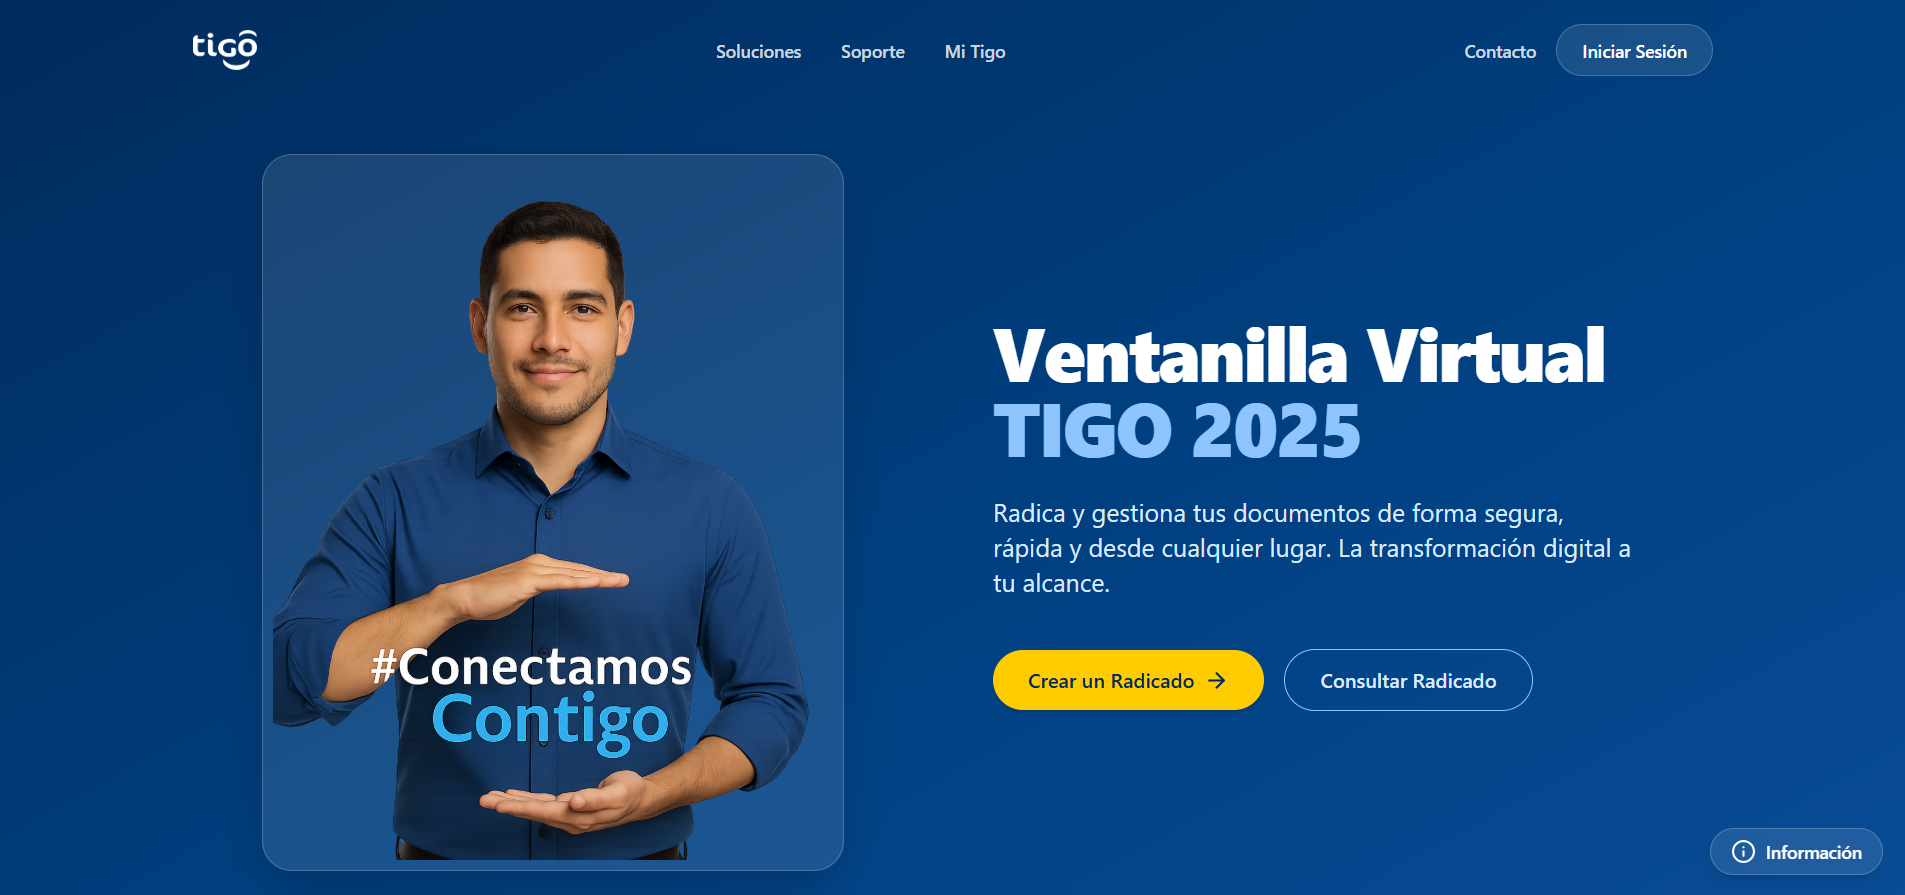 tigo
Soluciones
Soporte
Mi Tigo
Contacto
Iniciar Sesión
#Conectamos
Contigo
Ventanilla Virtual
TIGO 2025
Radica y gestiona tus documentos de forma segura,
rápida y desde cualquier lugar. La transformación digital a
tu alcance.
Crear un Radicado →
Consultar Radicado
Información